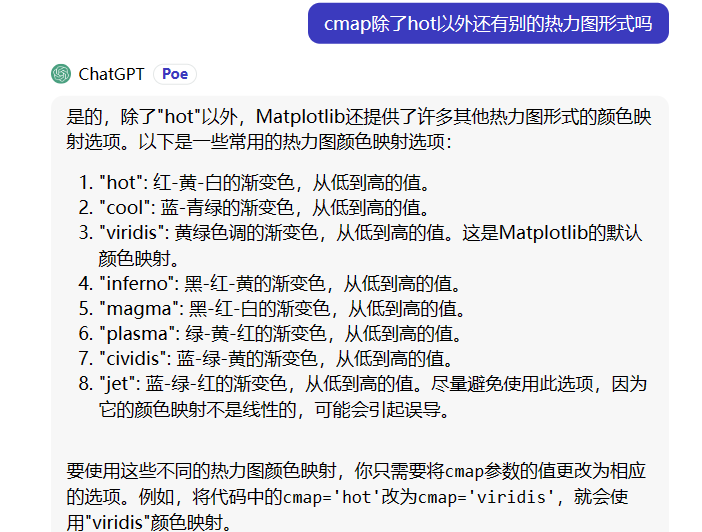 cmap除了hot以外还有别的热力图形式吗
ChatGPT Poe
是的，除了"hot"以外，Matplotlib还提供了许多其他热力图形式的颜色映
射选项。以下是一些常用的热力图颜色映射选项：
1. "hot": 红-黄-白的渐变色，从低到高的值。
2. "cool": 蓝-青绿的渐变色，从低到高的值。
3. "viridis": 黄绿色调的渐变色，从低到高的值。这是Matplotlib的默认
颜色映射。
4. "inferno": 黑-红-黄的渐变色，从低到高的值。
5. "magma": 黑-红-白的渐变色，从低到高的值。
6. "plasma": 绿-黄-红的渐变色，从低到高的值。
7. "cividis": 蓝-绿-黄的渐变色，从低到高的值。
8. "jet": 蓝-绿-红的渐变色，从低到高的值。尽量避免使用此选项，因为
它的颜色映射不是线性的，可能会引起误导。
要使用这些不同的热力图颜色映射，你只需要将cmap参数的值更改为相应
的选项。例如，将代码中的cmap='hot'改为cmap='viridis'，就会使
用"viridis"颜色映射。